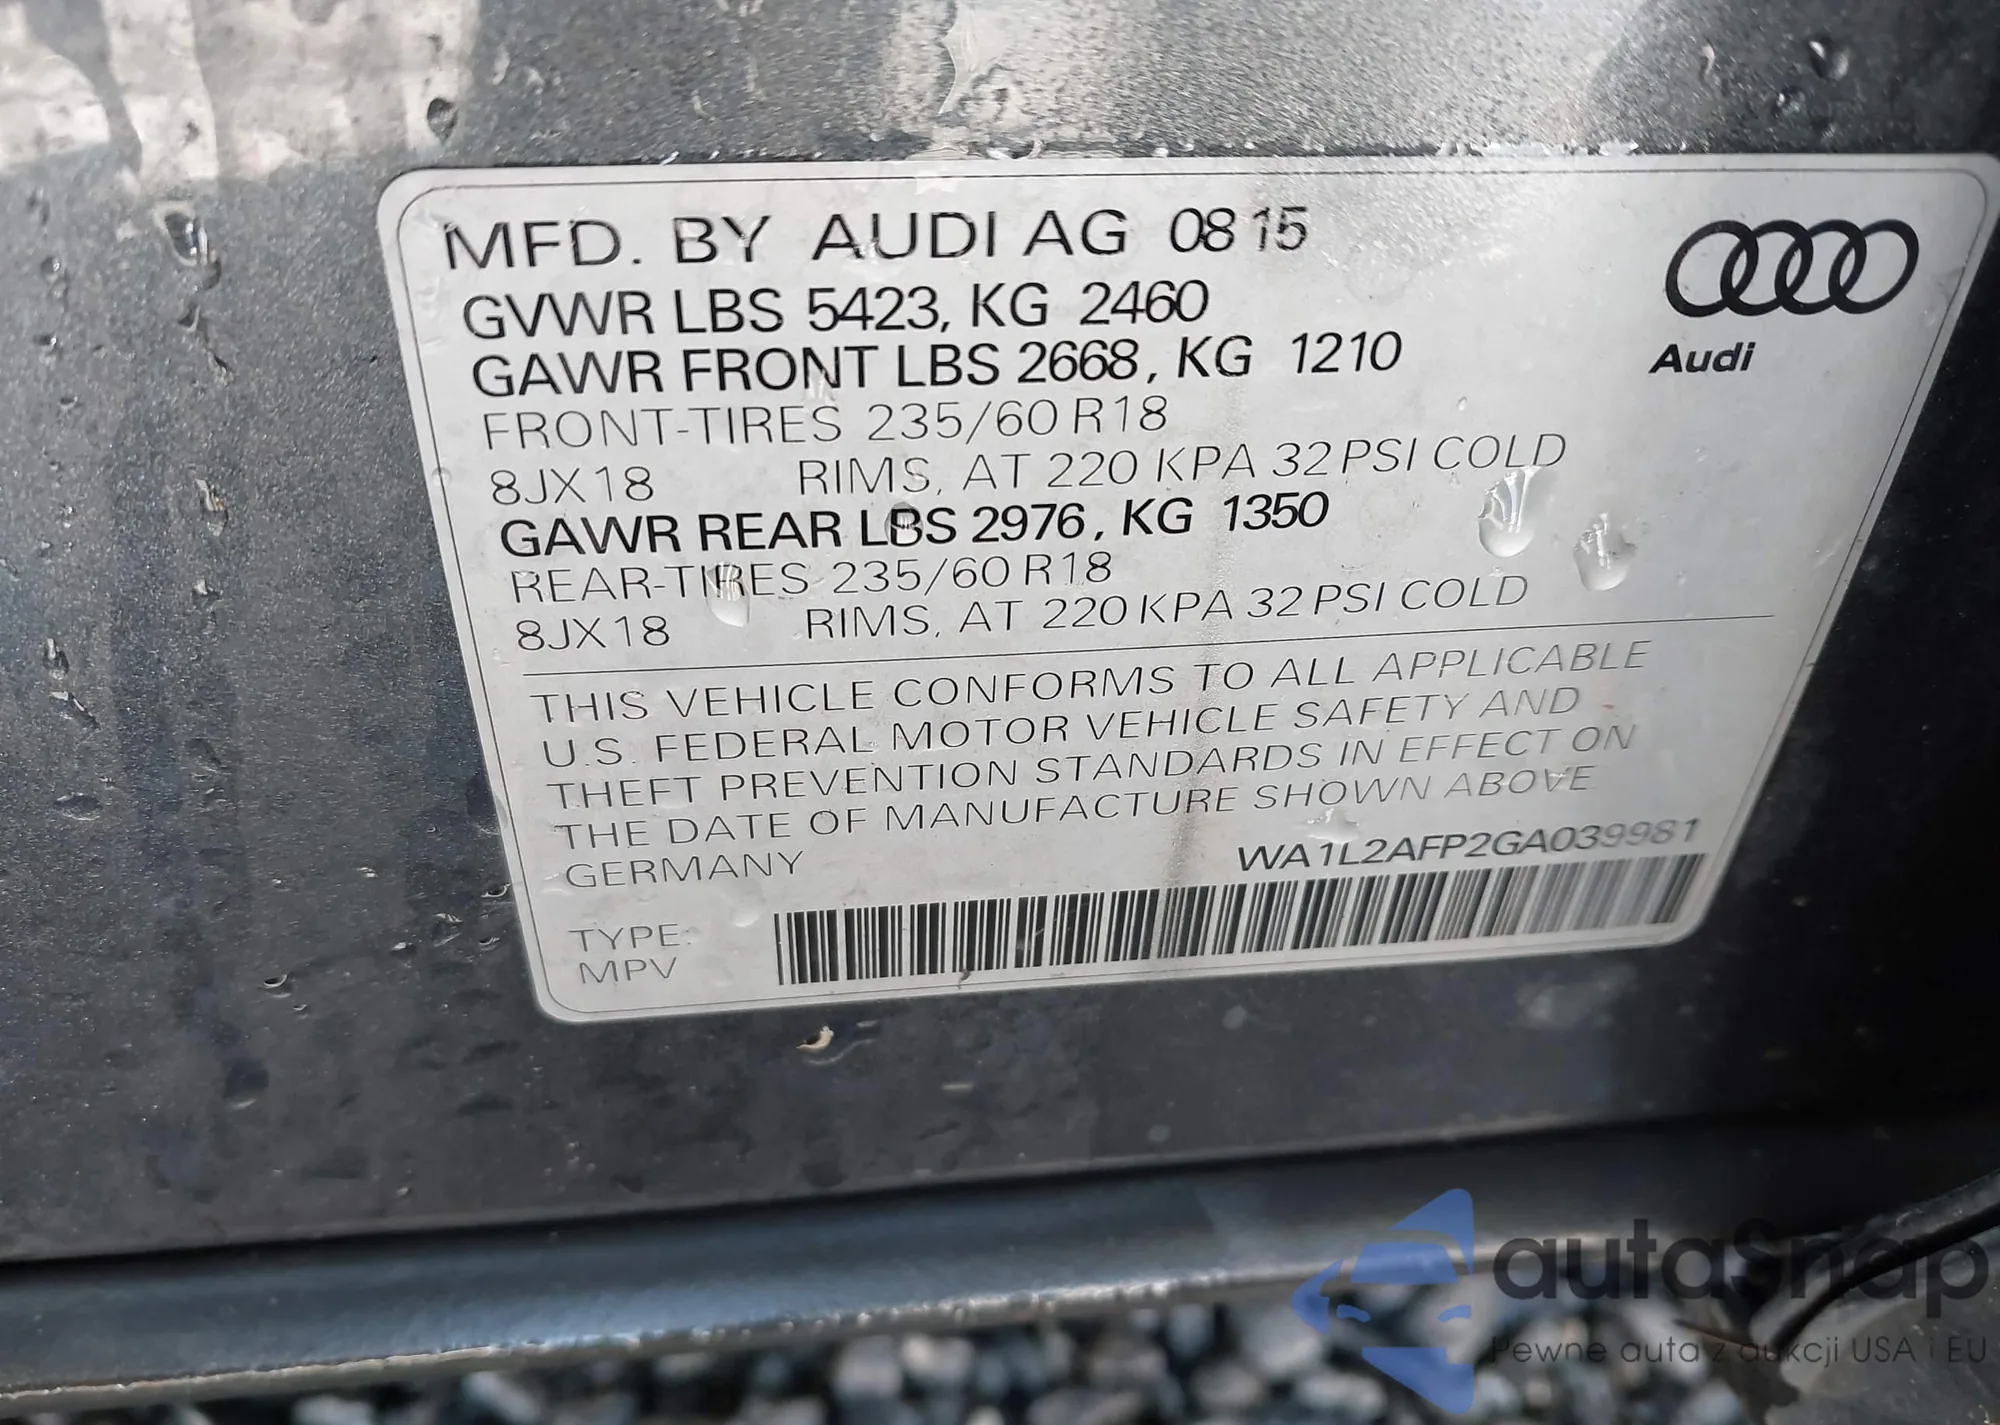 MFD. BY AUDI AG 0815
GVWR LBS 5423, KG 2460
GAWR FRONT LBS 2668, KG 1210
FRONT-TIRES 235/60 R18
8JX18 RIMS, AT 220 KPA 32 PSI COLD
GAWR REAR LBS 2976, KG 1350
REAR-TIRES 235/60 R18
8JX18 RIMS, AT 220 KPA 32 PSI COLD
Audi
THIS VEHICLE CONFORMS TO ALL APPLICABLE
U.S. FEDERAL MOTOR VEHICLE SAFETY AND
THEFT PREVENTION STANDARDS IN EFFECT ON
THE DATE OF MANUFACTURE SHOWN ABOVE
GERMANY WA1L2AFP2GA039981
TYPE:
MPV
autaSnap
Pewne auta z aukcji USA i EU